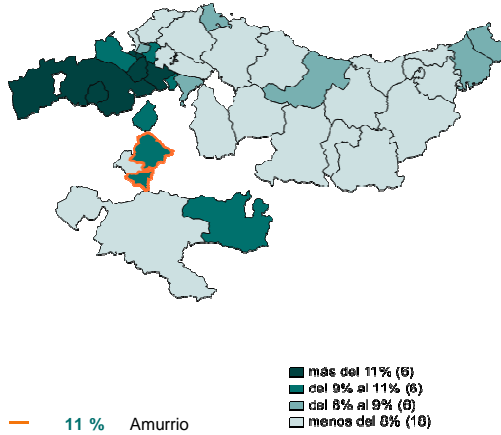 más del 11% (6)
del 9% al 11% (6)
del 8% al 9% (6)
menos del 8% (18)
11 % Amurrio